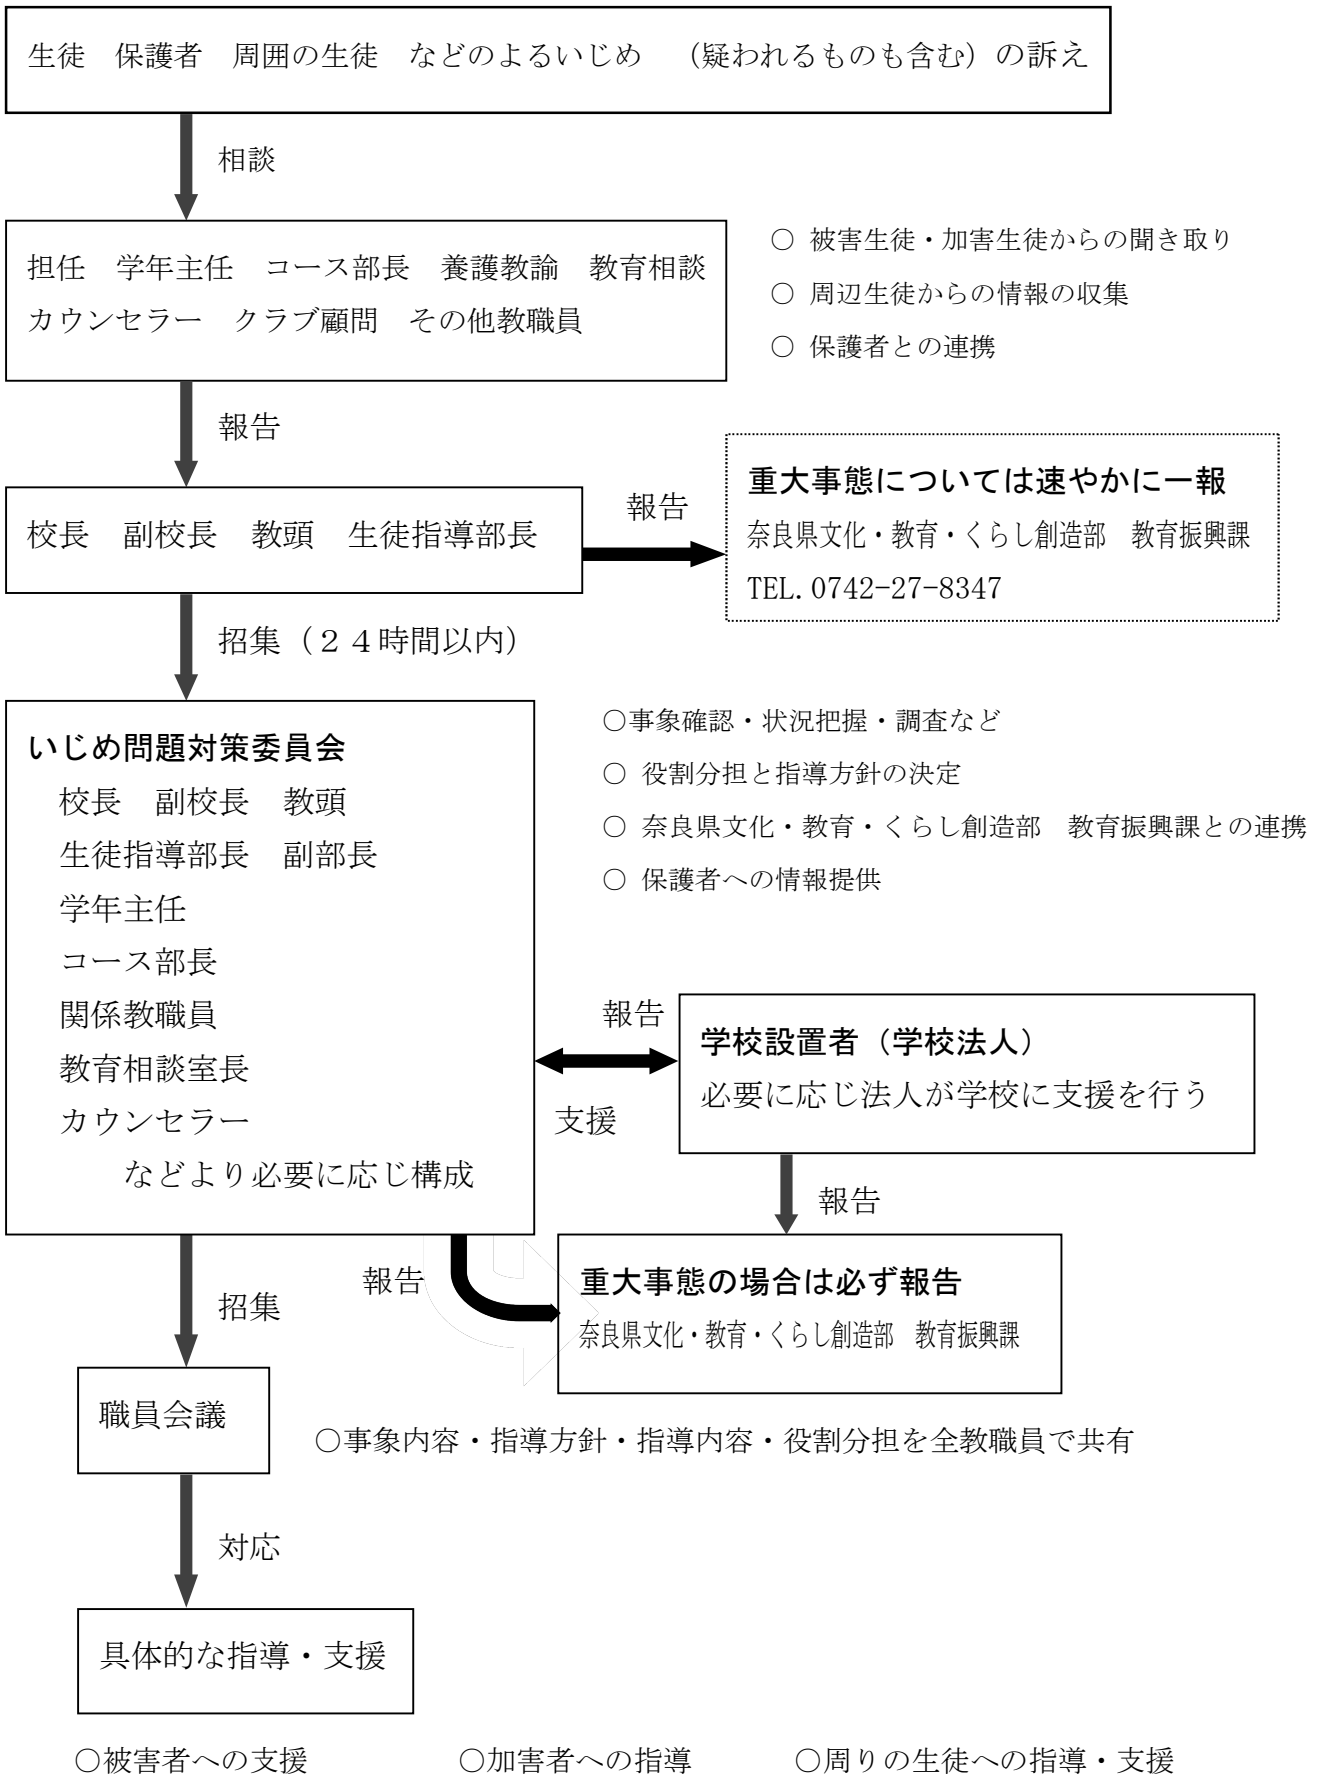 生徒　保護者　周囲の生徒　などのよるいじめ　（疑われるものも含む）の訴え
相談
担任　学年主任　コース部長　養護教諭　教育相談
カウンセラー　クラブ顧問　その他教職員
○ 被害生徒・加害生徒からの聞き取り
○ 周辺生徒からの情報の収集
○ 保護者との連携
報告
校長　副校長　教頭　生徒指導部長
報告
重大事態については速やかに一報
奈良県文化・教育・くらし創造部　教育振興課
TEL.0742-27-8347
招集（２４時間以内）
いじめ問題対策委員会
校長　副校長　教頭
生徒指導部長　副部長
学年主任
コース部長
関係教職員
教育相談室長
カウンセラー
などより必要に応じ構成
○事象確認・状況把握・調査など
○ 役割分担と指導方針の決定
○ 奈良県文化・教育・くらし創造部　教育振興課との連携
○ 保護者への情報提供
報告
支援
学校設置者（学校法人）
必要に応じ法人が学校に支援を行う
報告
報告
重大事態の場合は必ず報告
奈良県文化・教育・くらし創造部　教育振興課
招集
職員会議
○事象内容・指導方針・指導内容・役割分担を全教職員で共有
対応
具体的な指導・支援
○被害者への支援　○加害者への指導　○周りの生徒への指導・支援